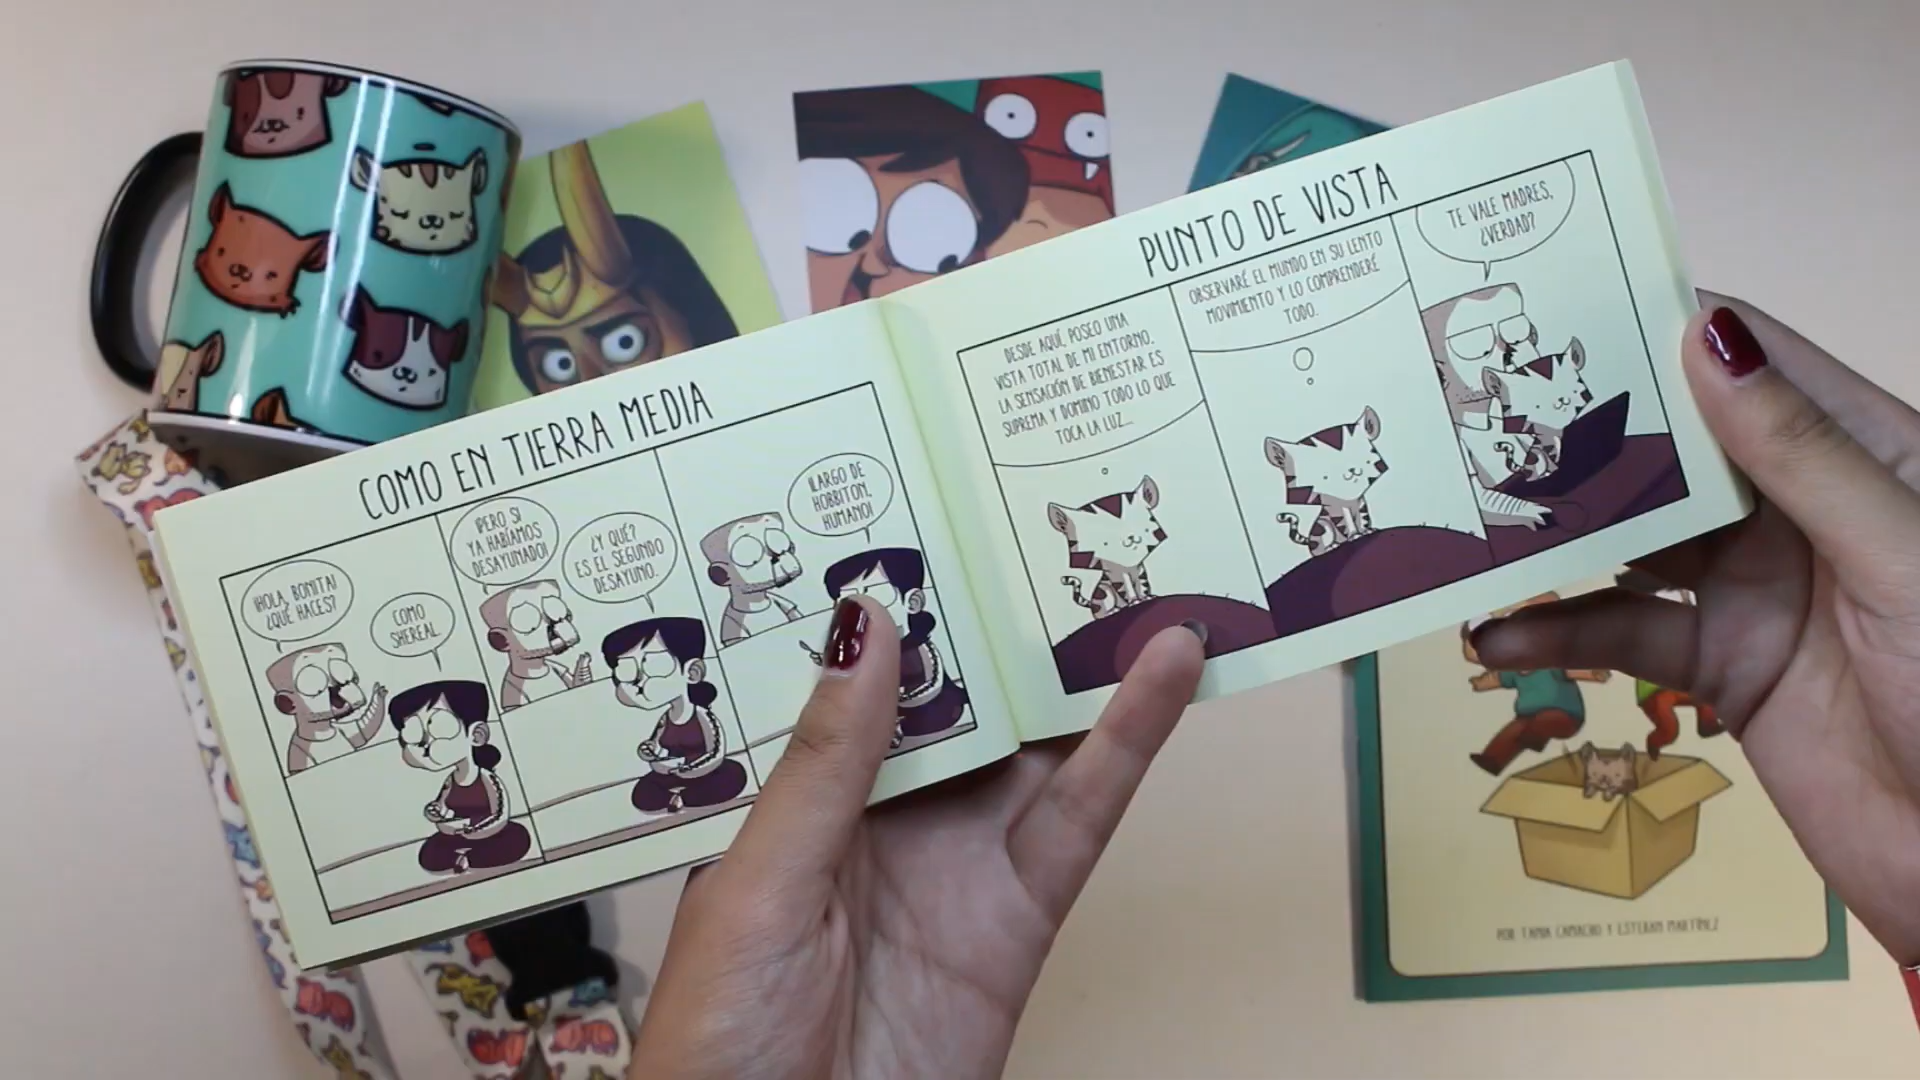 COMO EN TIERRA MEDIA
¡HOLA, BONITA!
¿QUÉ HACES?
COMO
SHEREAL.
¡PERO SI
YA HABÍAMOS
DESAYUNADO!
¿Y QUÉ?
ES EL SEGUNDO
DESAYUNO.
¡LARGO DE
HOBBITON,
HUMANO!
PUNTO DE VISTA
DESDE AQUÍ, POSEO UNA
VISTA TOTAL DE MI ENTORNO.
LA SENSACIÓN DE BIENESTAR ES
SUPREMA Y DOMINO TODO LO QUE
TOCA LA LUZ...
OBSERVARÉ EL MUNDO EN SU LENTO
MOVIMIENTO Y LO COMPRENDERÉ
TODO.
TE VALE MADRES,
¿VERDAD?
POR TANIA CAMACHO Y ESTEBAN MARTÍNEZ